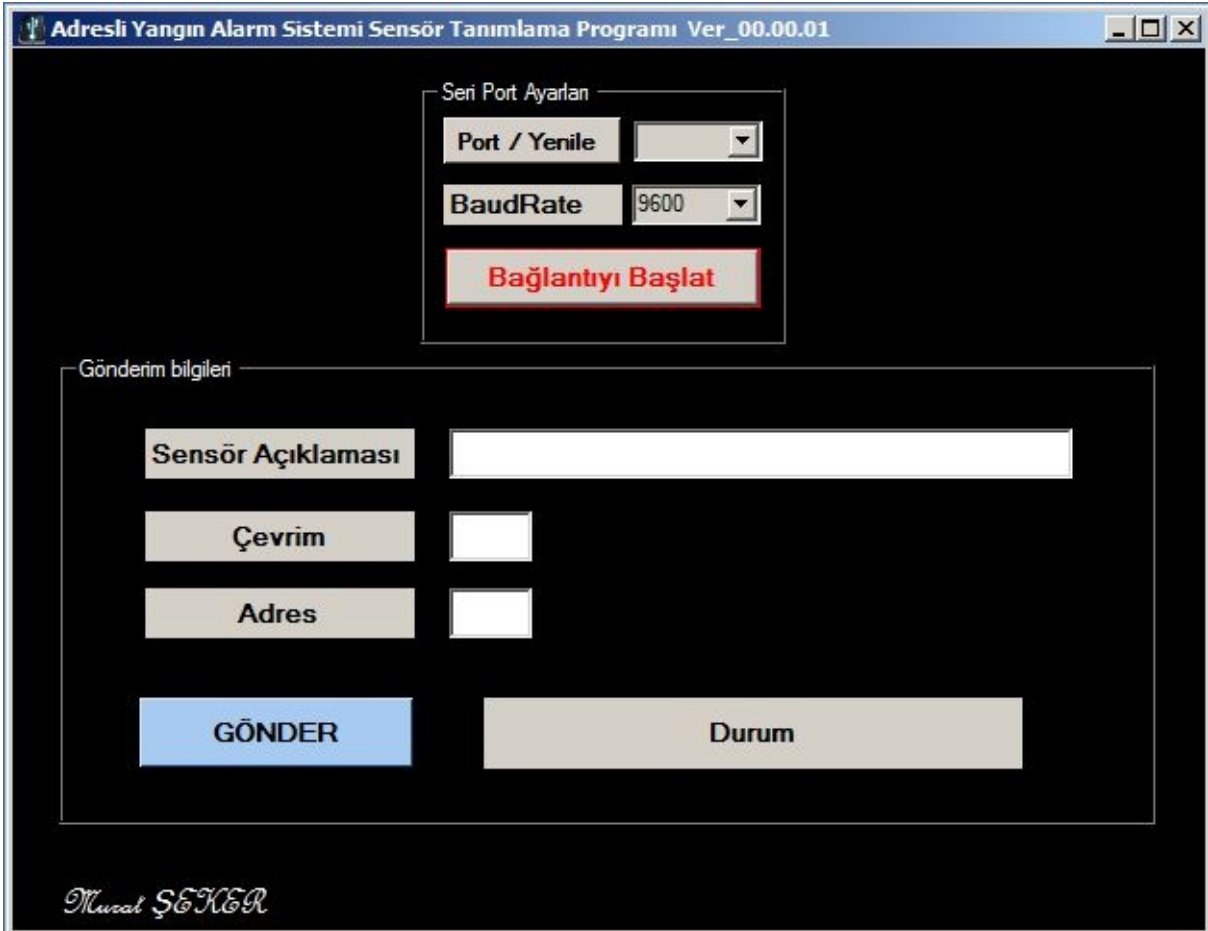 Adresli Yangın Alarm Sistemi Sensör Tanımlama Programı Ver_00.00.01
Seri Port Ayarları
Port / Yenile
BaudRate 9600
Bağlantıyı Başlat
Gönderim bilgileri
Sensör Açıklaması
Çevrim
Adres
GÖNDER Durum
Murat ŞEKER